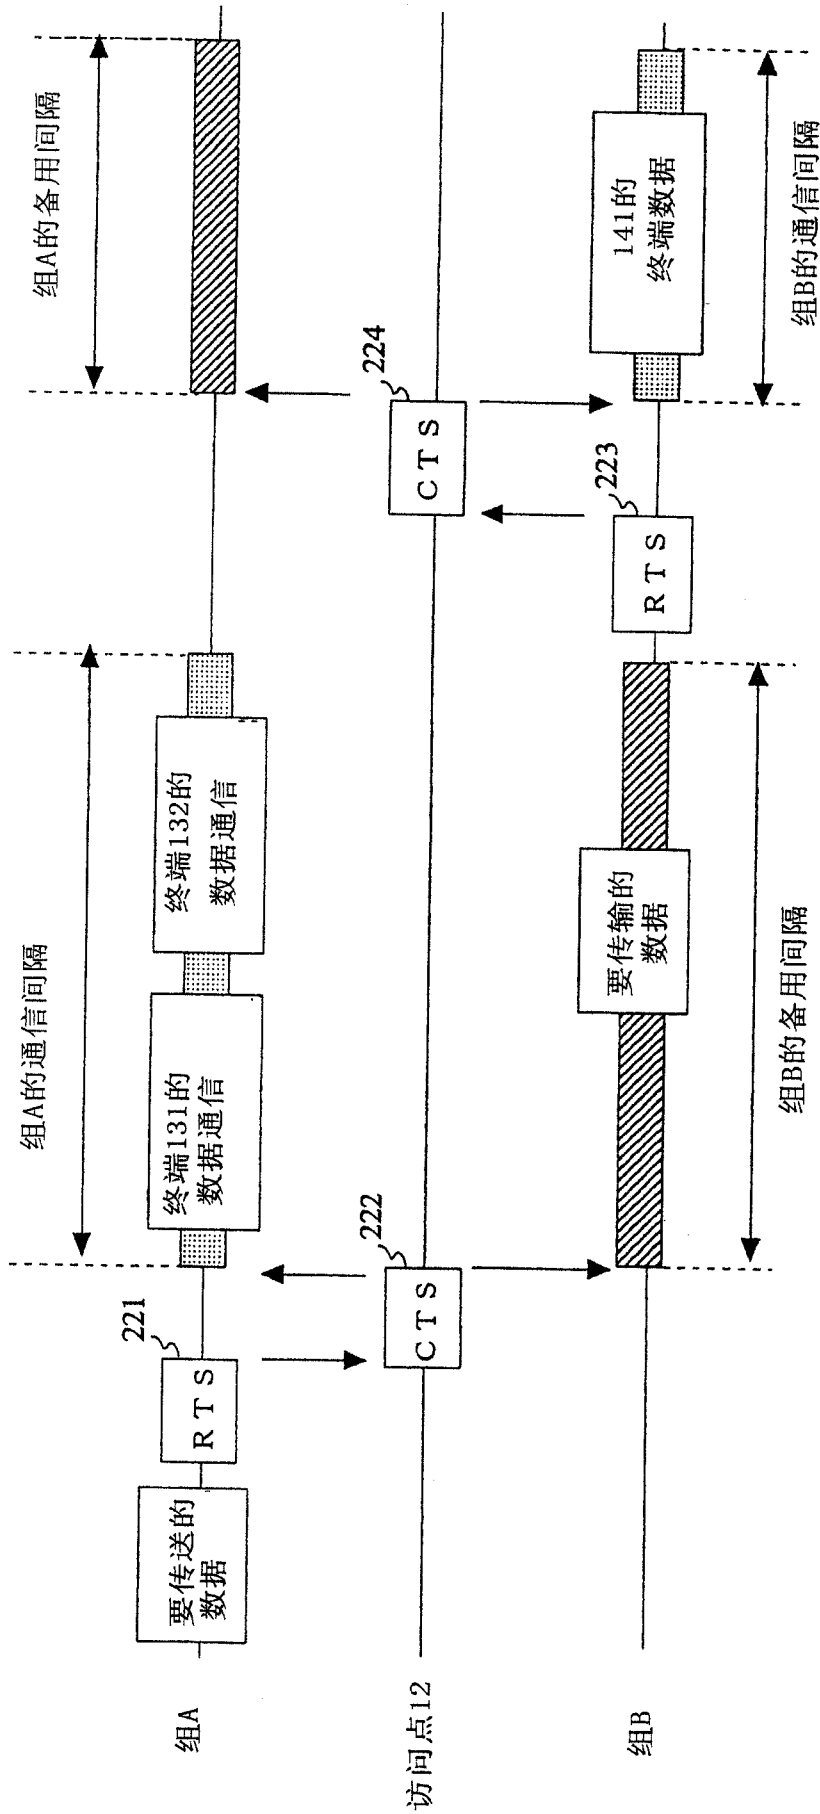 组A
要传送的
数据
RTS
221
组A的通信间隔
终端131的
数据通信
终端132的
数据通信
组A的备用间隔
访问点12
CTS
222
CTS
224
组B
组B的备用间隔
要传输的
数据
RTS
223
141的
终端数据
组B的通信间隔